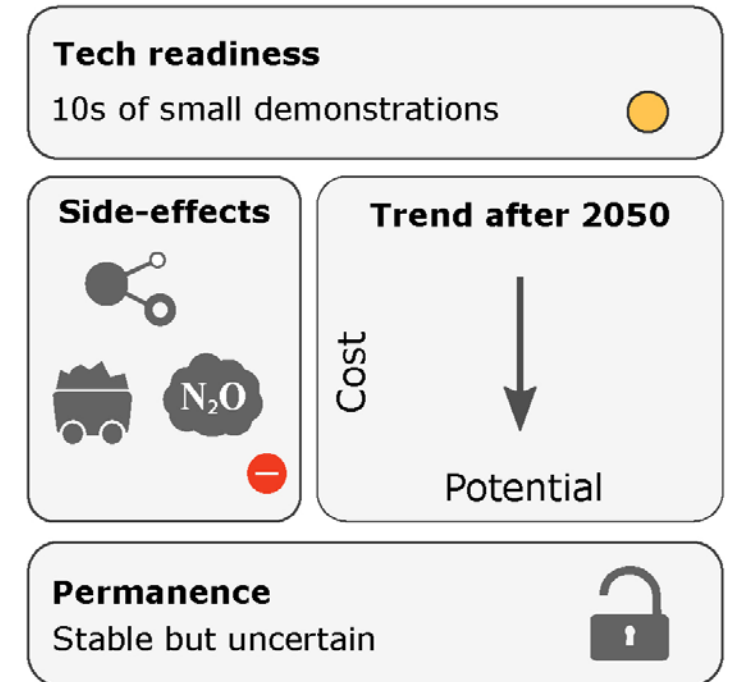 Tech readiness
10s of small demonstrations
Side-effects
N₂O
Trend after 2050
Cost
Potential
Permanence
Stable but uncertain